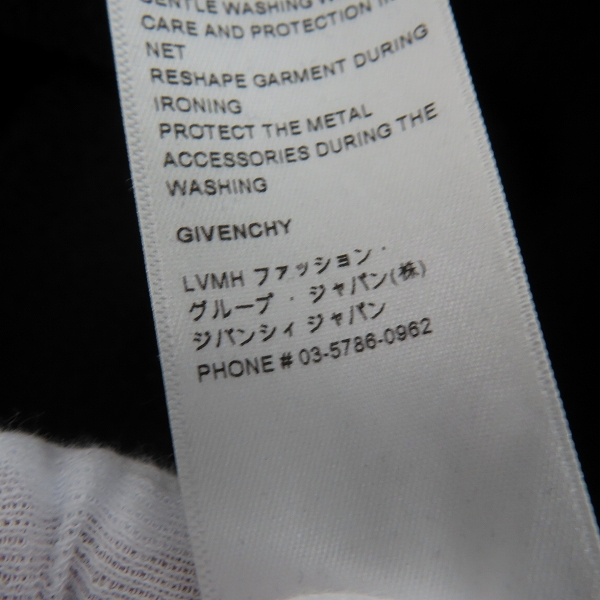 GENTLE WASHING
CARE AND PROTECTION
NET
RESHAPE GARMENT DURING
IRONING
PROTECT THE METAL
ACCESSORIES DURING THE
WASHING
GIVENCHY
LVMH ファッション・
グループ・ジャパン(株)
ジバンシィ ジャパン
PHONE # 03-5786-0962